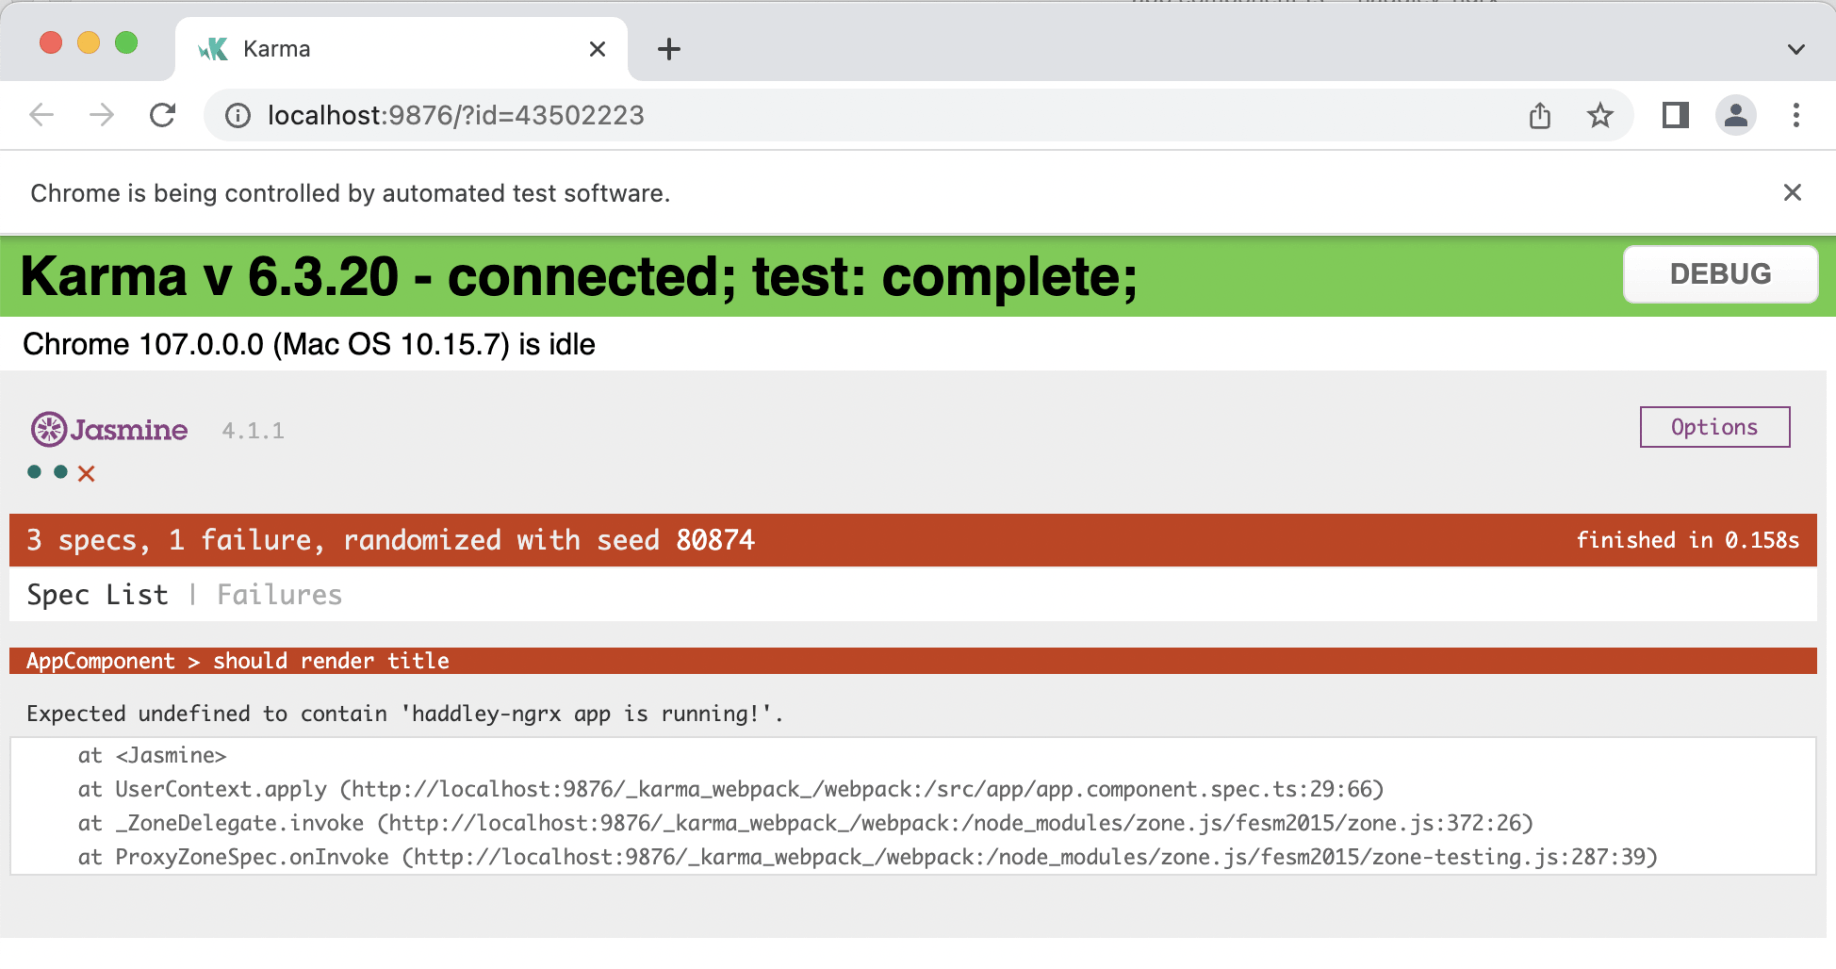 Karma
localhost:9876/?id=43502223
Chrome is being controlled by automated test software.
Karma v 6.3.20 - connected; test: complete;
DEBUG
Chrome 107.0.0.0 (Mac OS 10.15.7) is idle
Jasmine 4.1.1
Options
3 specs, 1 failure, randomized with seed 80874
finished in 0.158s
Spec List | Failures
AppComponent > should render title
Expected undefined to contain 'haddley-ngrx app is running!'.
at <Jasmine>
at UserContext.apply (http://localhost:9876/_karma_webpack_/webpack:/src/app/app.component.spec.ts:29:66)
at _ZoneDelegate.invoke (http://localhost:9876/_karma_webpack_/webpack:/node_modules/zone.js/fesm2015/zone.js:372:26)
at ProxyZoneSpec.onInvoke (http://localhost:9876/_karma_webpack_/webpack:/node_modules/zone.js/fesm2015/zone-testing.js:287:39)